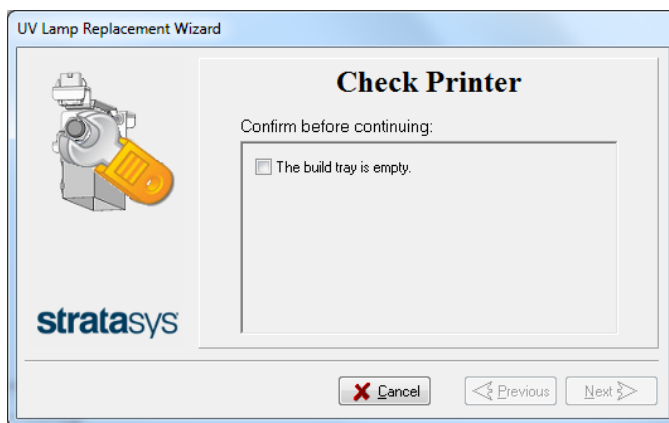 UV Lamp Replacement Wizard
Check Printer
Confirm before continuing:
The build tray is empty.
stratasys
Cancel
Previous
Next